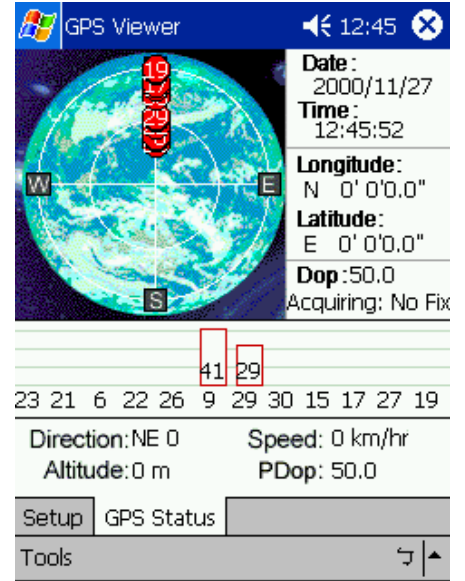 GPS Viewer 12:45
19
W E
S
Date:
2000/11/27
Time:
12:45:52
Longitude:
N 0' 0'0.0"
Latitude:
E 0' 0'0.0"
Dop:50.0
Acquiring: No Fix
41 29
23 21 6 22 26 9 29 30 15 17 27 19
Direction: NE 0 Speed: 0 km/hr
Altitude: 0 m PDop: 50.0
Setup GPS Status
Tools